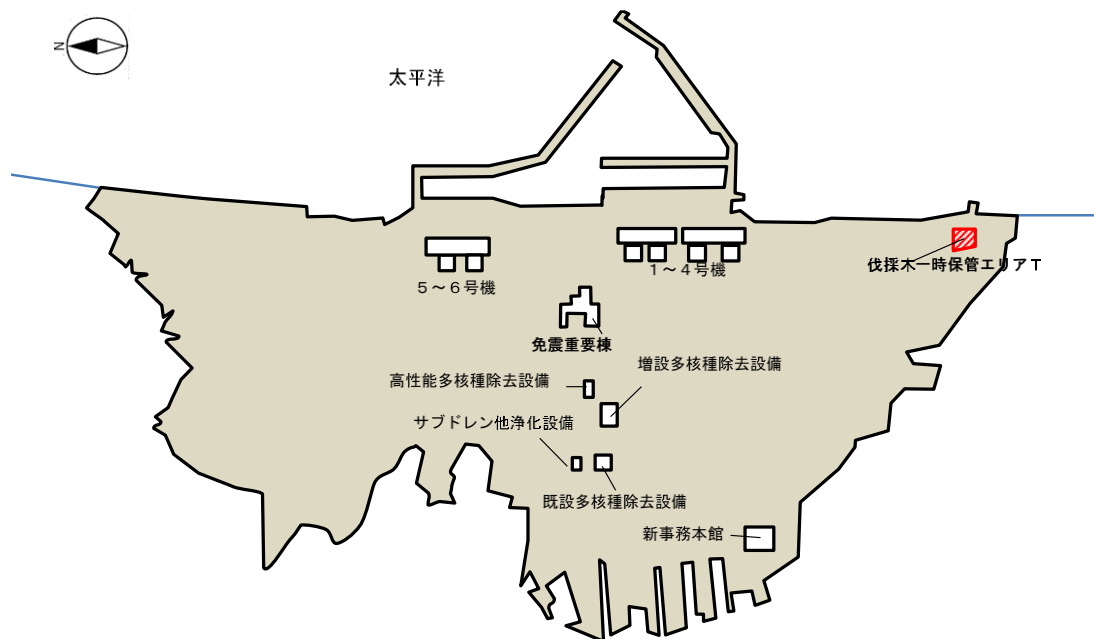 N
太平洋
伐採木一時保管エリアＴ
１～４号機
５～６号機
免震重要棟
増設多核種除去設備
高性能多核種除去設備
サブドレン他浄化設備
既設多核種除去設備
新事務本館